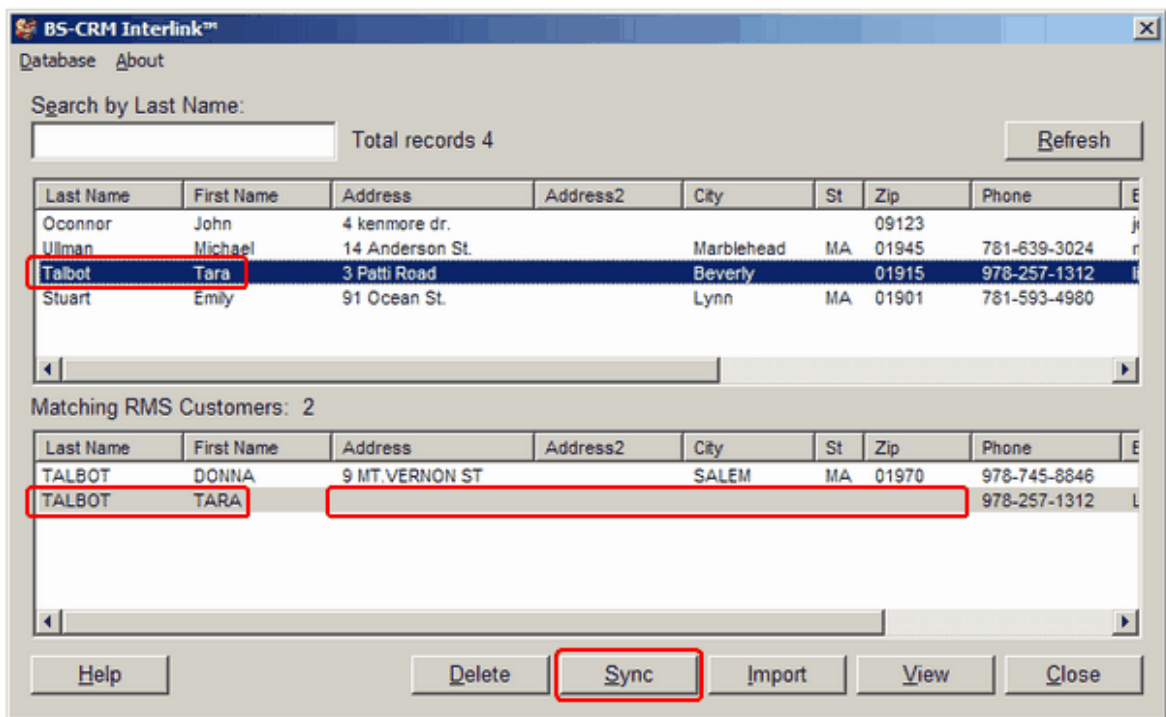 BS-CRM Interlink™
Database About
Search by Last Name:
Total records 4 Refresh
Last Name First Name Address Address2 City St Zip Phone
Oconnor John 4 kenmore dr. 09123
Ullman Michael 14 Anderson St. Marblehead MA 01945 781-639-3024
Talbot Tara 3 Patti Road Beverly 01915 978-257-1312
Stuart Emily 91 Ocean St. Lynn MA 01901 781-593-4980
Matching RMS Customers: 2
Last Name First Name Address Address2 City St Zip Phone
TALBOT DONNA 9 MT.VERNON ST SALEM MA 01970 978-745-8846
TALBOT TARA 978-257-1312 L
Help Delete Sync Import View Close